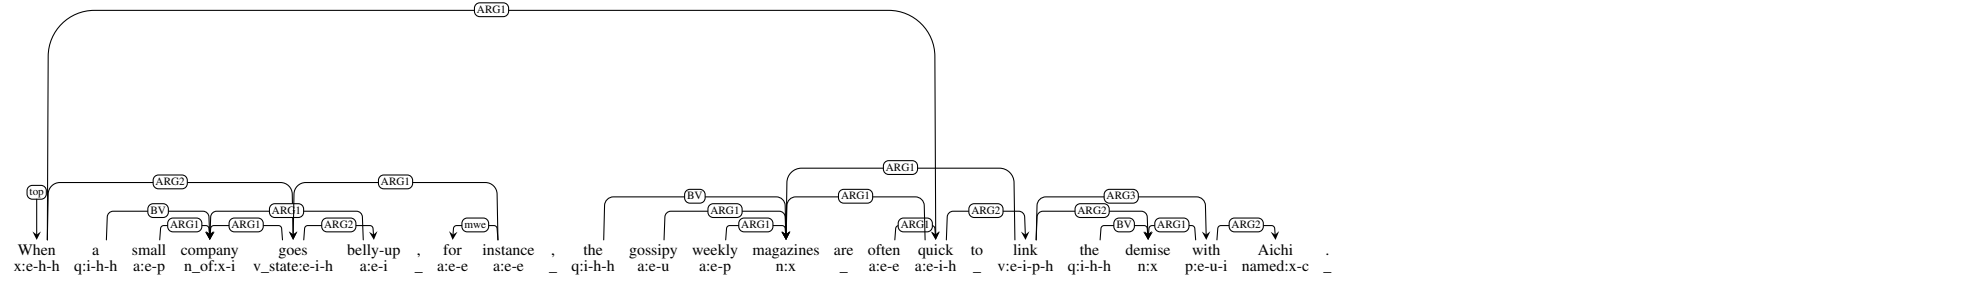 ARG1
ARG2 ARG1 ARG1
top BV ARG1 ARG1 ARG3
BV ARG1 ARG1 ARG2 ARG2
ARG1 ARG1 ARG2 mwe ARG1 ARG1 BV ARG1 ARG2
When a small company goes belly-up , for instance , the gossipy weekly magazines are often quick to link the demise with Aichi .
x:e-h-h q:i-h-h a:e-p n_of:x-i v_state:e-i-h a:e-i _ a:e-e a:e-e _ q:i-h-h a:e-u a:e-p n:x _ a:e-e a:e-i-h _ v:e-i-p-h q:i-h-h n:x p:e-u-i named:x-c _